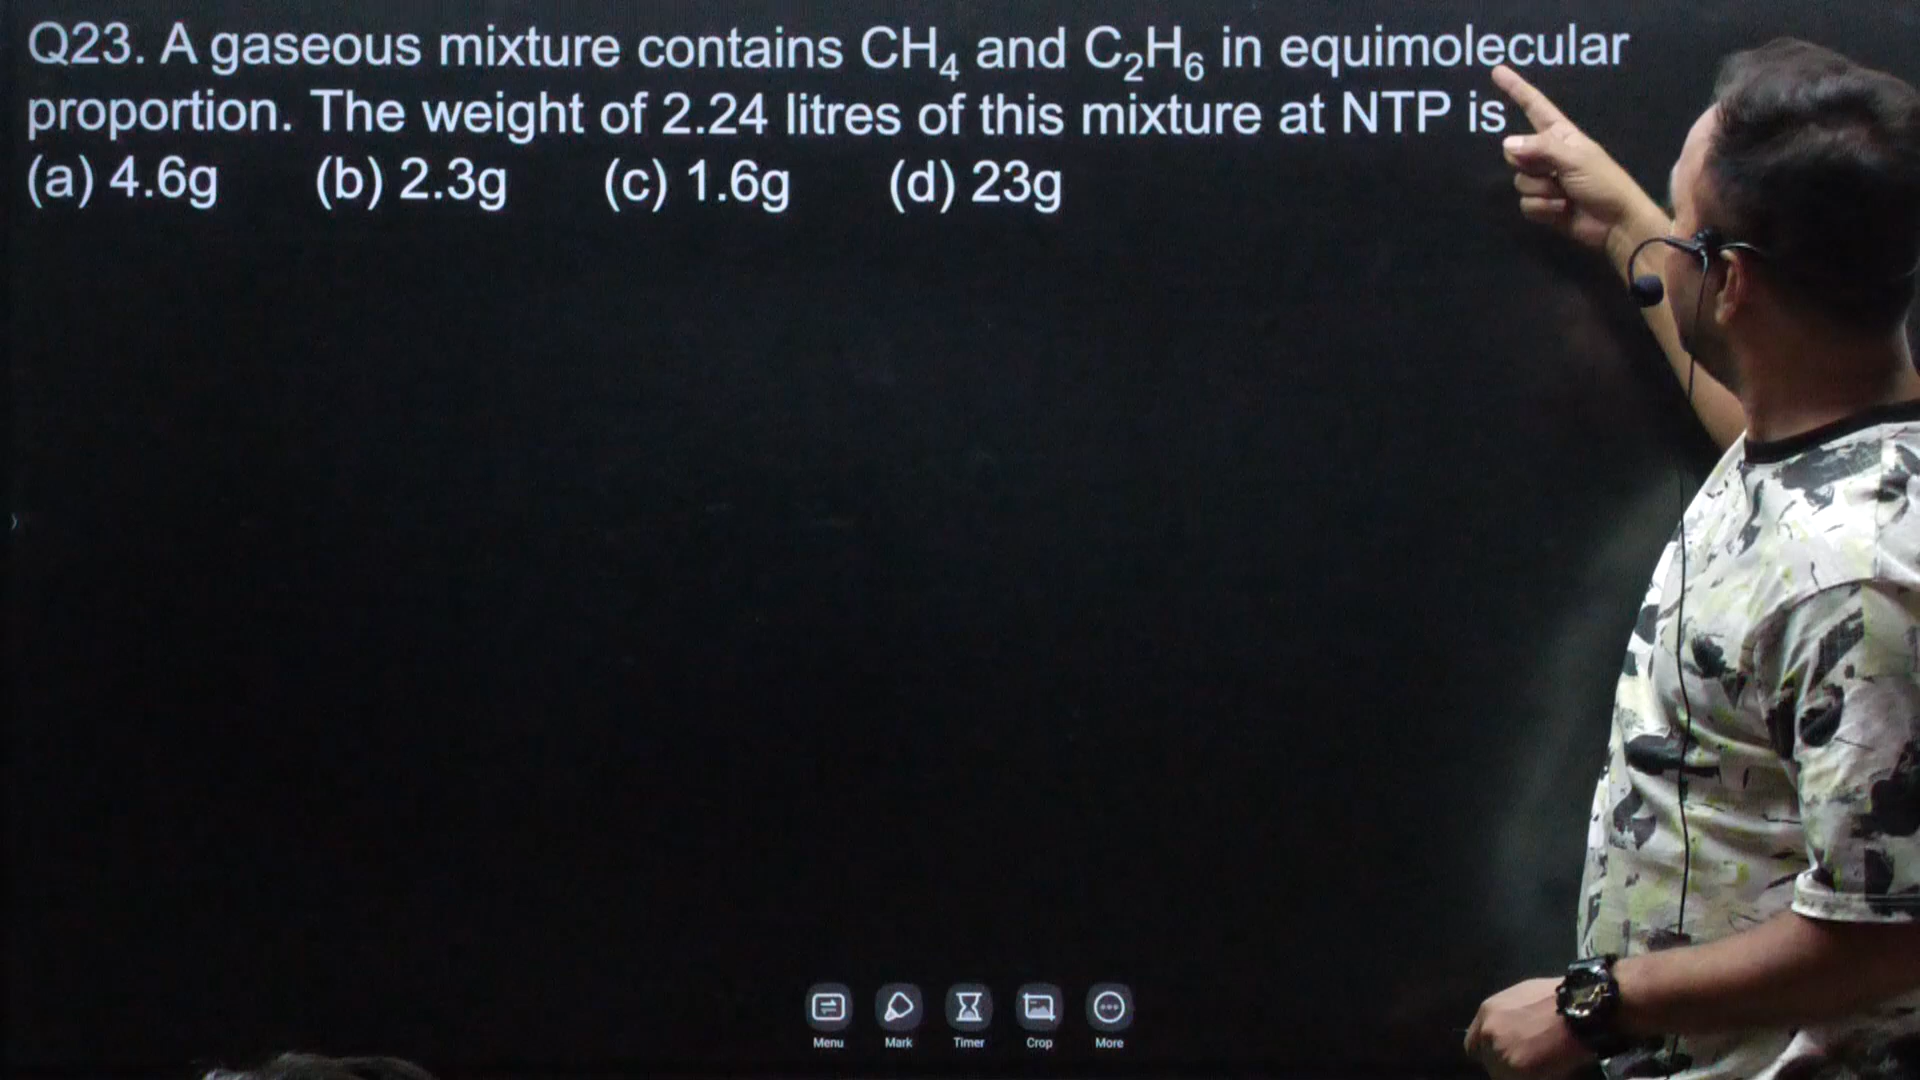 Q23. A gaseous mixture contains CH₄ and C₂H₆ in equimolecular
proportion. The weight of 2.24 litres of this mixture at NTP is
(a) 4.6g (b) 2.3g (c) 1.6g (d) 23g
Menu Mark Timer Crop More